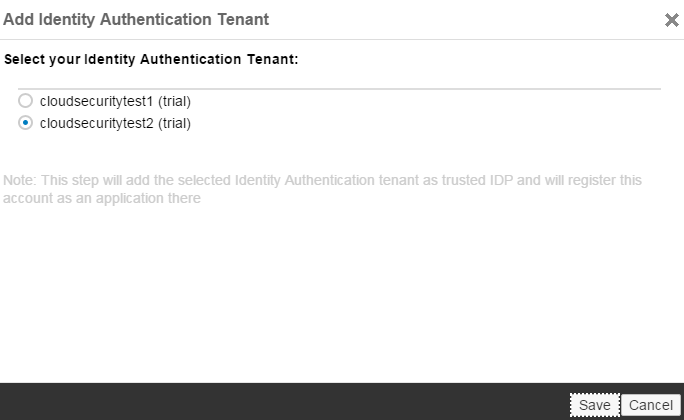 Add Identity Authentication Tenant
Select your Identity Authentication Tenant:
cloudsecuritytest1 (trial)
cloudsecuritytest2 (trial)
Note: This step will add the selected Identity Authentication tenant as trusted IDP and will register this
account as an application there
Save Cancel